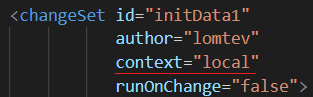 <changeSet id="initData1"
author="lomtev"
context="local"
runOnChange="false">